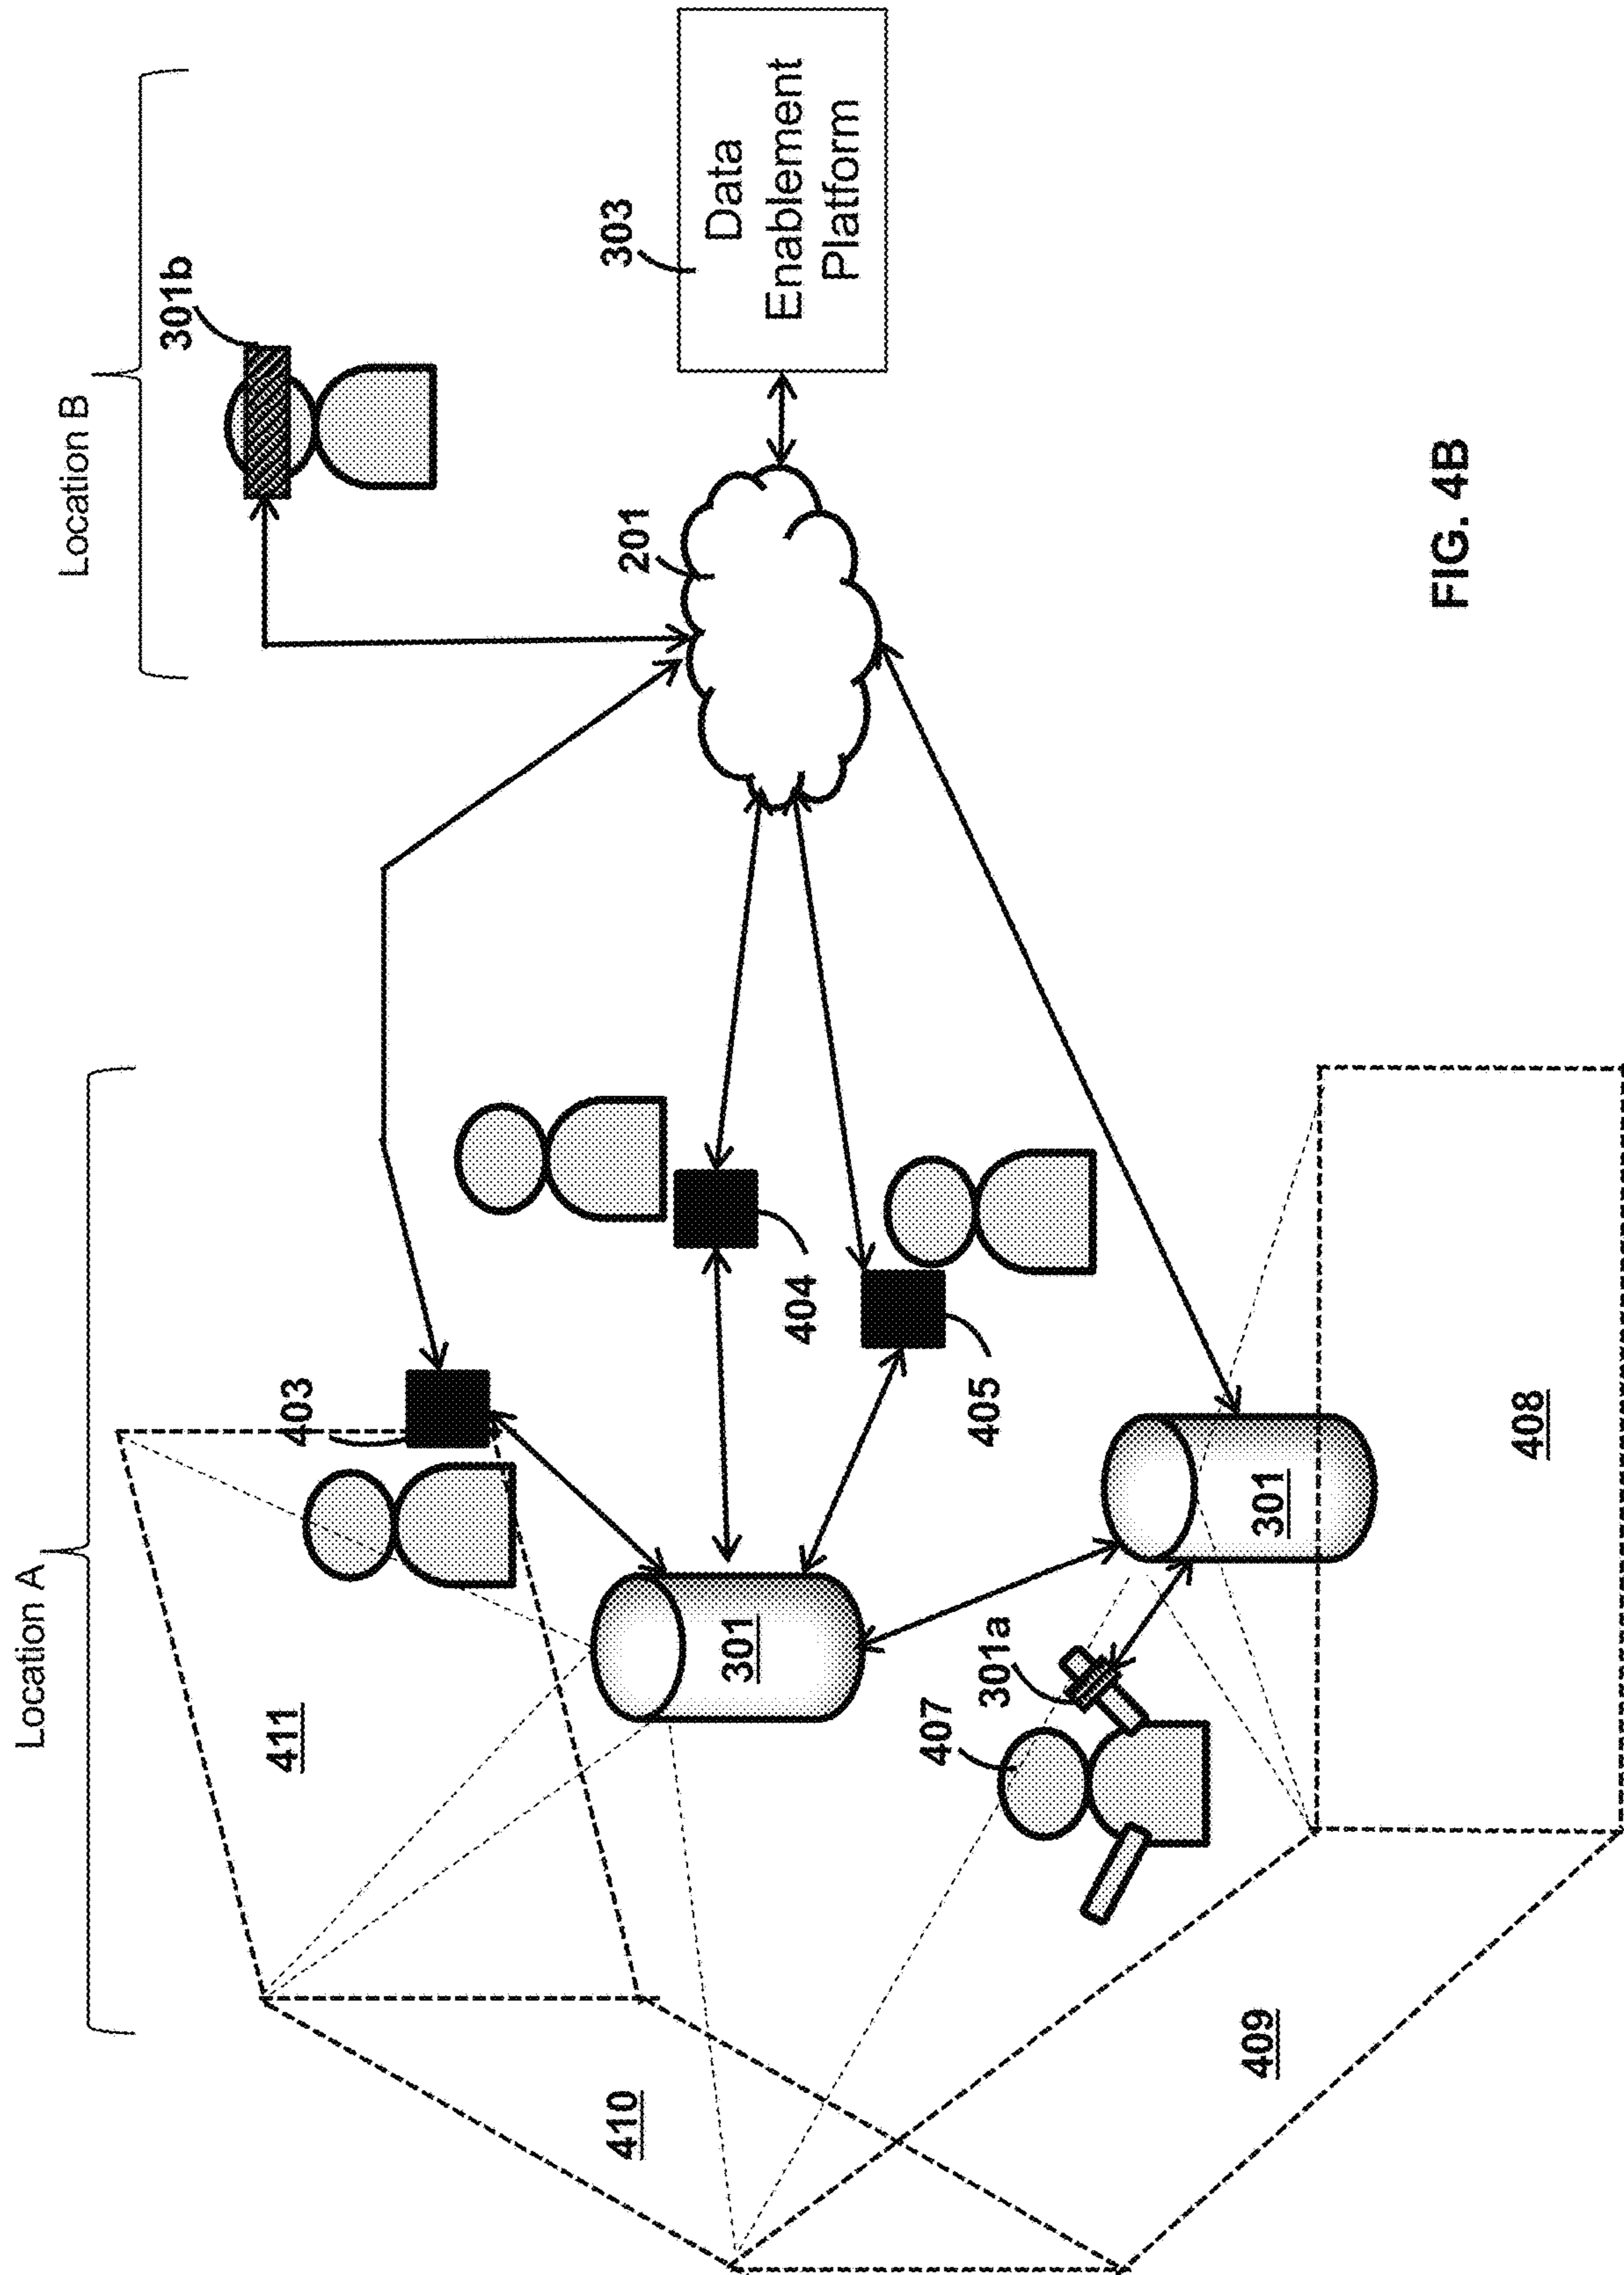 Location A
Location B
411
403
301b
410
301
404
201
303
Data
Enablement
Platform
407
301a
405
409
301
408
FIG. 4B